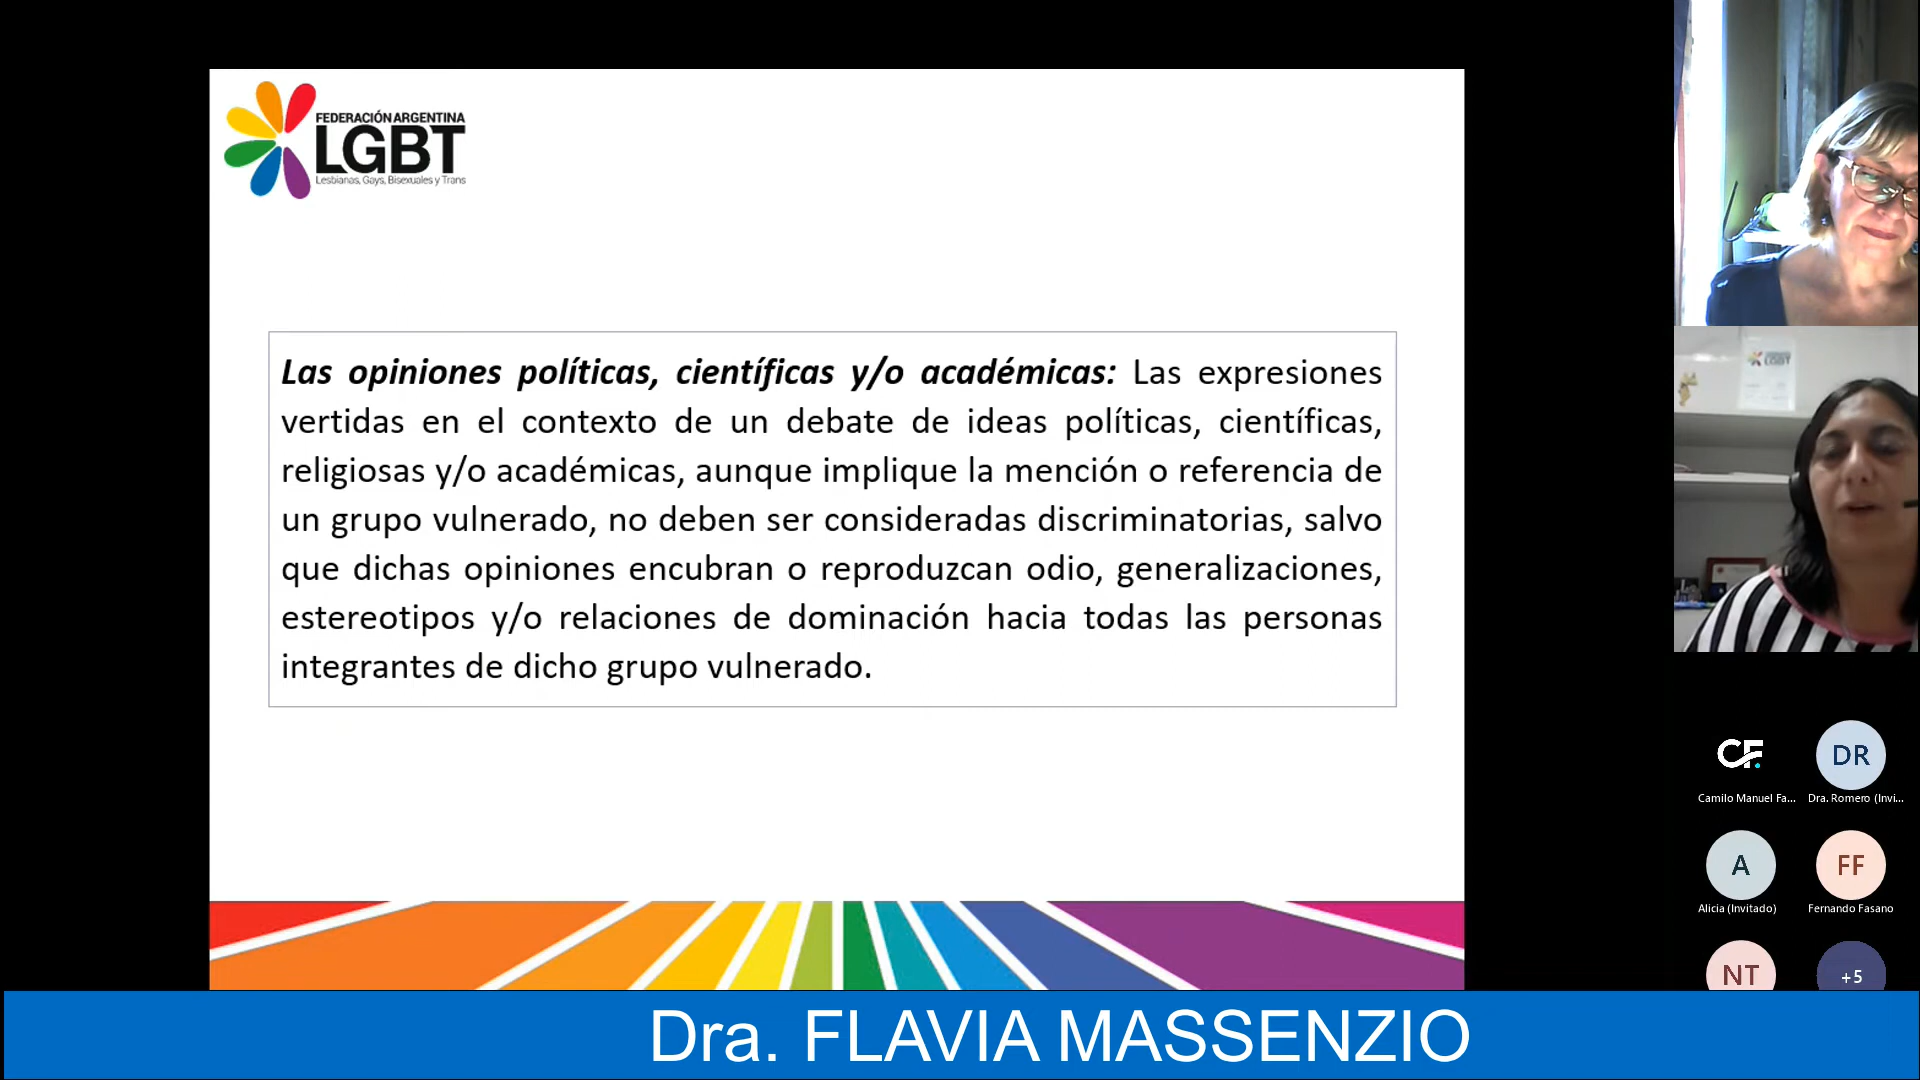 FEDERACIÓN ARGENTINA
LGBT
Lesbianas, Gays, Bisexuales y Trans
Las opiniones políticas, científicas y/o académicas: Las expresiones
vertidas en el contexto de un debate de ideas políticas, científicas,
religiosas y/o académicas, aunque implique la mención o referencia de
un grupo vulnerado, no deben ser consideradas discriminatorias, salvo
que dichas opiniones encubran o reproduzcan odio, generalizaciones,
estereotipos y/o relaciones de dominación hacia todas las personas
integrantes de dicho grupo vulnerado.
LGBT
CF.
DR
Camilo Manuel Fa...
Dra. Romero (Invi...
A
FF
Alicia (Invitado)
Fernando Fasano
NT
+5
Dra. FLAVIA MASSENZIO